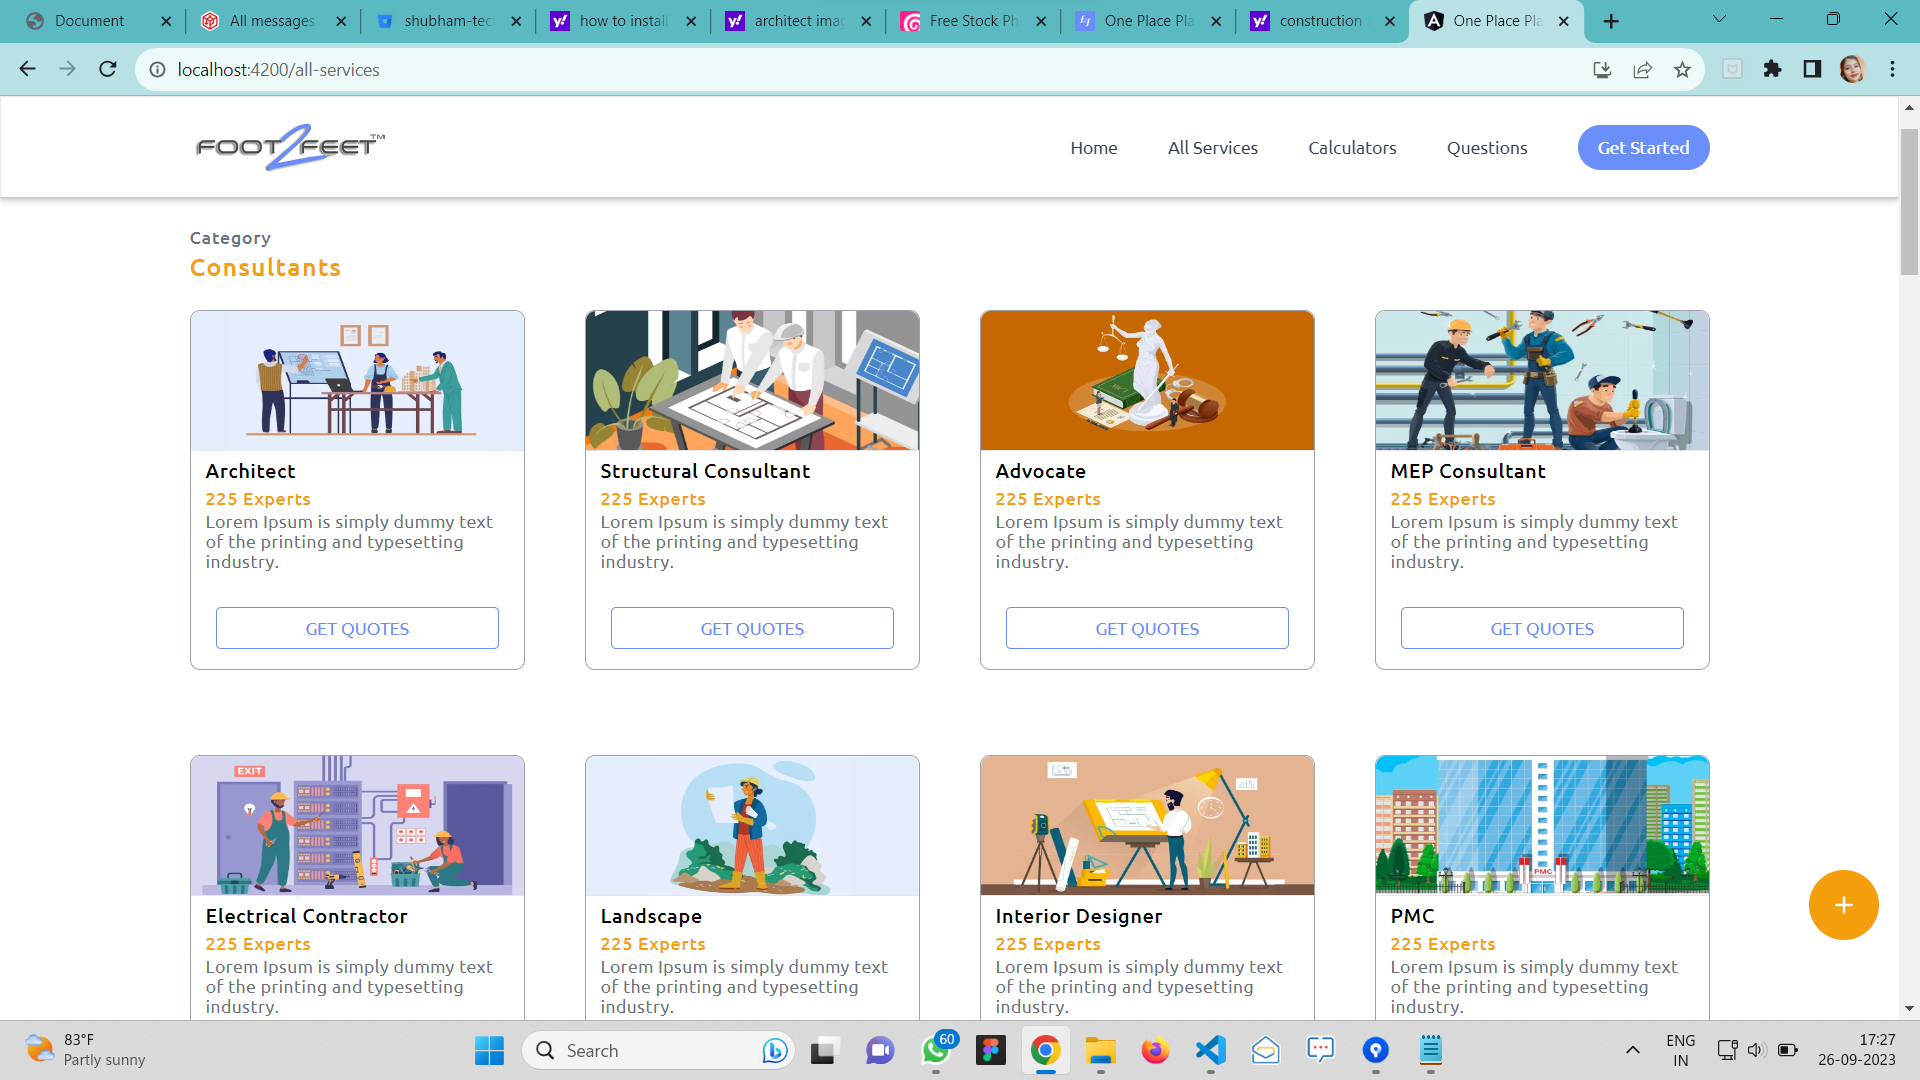 Document
All messages
shubham-tec
how to install
architect ima
Free Stock Ph
One Place Pla
construction
One Place Pla
localhost:4200/all-services
FOOT2FEET™
Home
All Services
Calculators
Questions
Get Started
Category
Consultants
Architect
225 Experts
Lorem Ipsum is simply dummy text
of the printing and typesetting
industry.
GET QUOTES
Structural Consultant
225 Experts
Lorem Ipsum is simply dummy text
of the printing and typesetting
industry.
GET QUOTES
Advocate
225 Experts
Lorem Ipsum is simply dummy text
of the printing and typesetting
industry.
GET QUOTES
MEP Consultant
225 Experts
Lorem Ipsum is simply dummy text
of the printing and typesetting
industry.
GET QUOTES
EXIT
Electrical Contractor
225 Experts
Lorem Ipsum is simply dummy text
of the printing and typesetting
industry.
Landscape
225 Experts
Lorem Ipsum is simply dummy text
of the printing and typesetting
industry.
Interior Designer
225 Experts
Lorem Ipsum is simply dummy text
of the printing and typesetting
industry.
PMC
PMC
225 Experts
Lorem Ipsum is simply dummy text
of the printing and typesetting
industry.
+
83°F
Partly sunny
Search
60
ENG
IN
17:27
26-09-2023